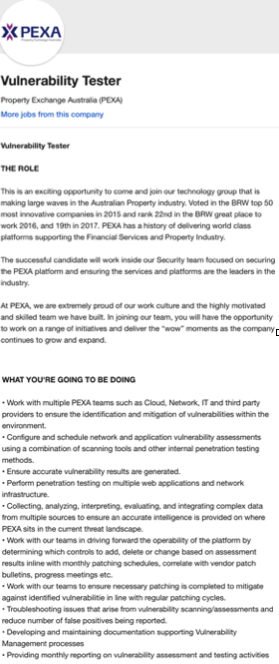 PEXA
Vulnerability Tester
Property Exchange Australia (PEXA)
More jobs from this company
Vulnerability Tester
THE ROLE
This is an exciting opportunity to come and join our technology group that is
making large waves in the Australian Property industry. Voted in the BRW top 50
most innovative companies in 2015 and rank 22nd in the BRW great place to
work 2016, and 19th in 2017. PEXA has a history of delivering world class
platforms supporting the Financial Services and Property Industry.
The successful candidate will work inside our Security team focused on securing
the PEXA platform and ensuring the services and platforms are the leaders in the
industry.
At PEXA, we are extremely proud of our work culture and the highly motivated
and skilled team we have built. In joining our team, you will have the opportunity
to work on a range of initiatives and deliver the “wow” moments as the company
continues to grow and expand.
WHAT YOU'RE GOING TO BE DOING
• Work with multiple PEXA teams such as Cloud, Network, IT and third party
providers to ensure the identification and mitigation of vulnerabilities within the
environment.
• Configure and schedule network and application vulnerability assessments
using a combination of scanning tools and other internal penetration testing
methods.
• Ensure accurate vulnerability results are generated.
• Perform penetration testing on multiple web applications and network
infrastructure.
• Collecting, analyzing, interpreting, evaluating, and integrating complex data
from multiple sources to ensure an accurate intelligence is provided on where
PEXA sits in the current threat landscape.
• Work with our teams in driving forward the operability of the platform by
determining which controls to add, delete or change based on assessment
results inline with monthly patching schedules, correlate with vendor patch
bulletins, progress meetings etc.
• Work with our teams to ensure necessary patching is completed to mitigate
against identified vulnerabilitie in line with regular patching cycles.
• Troubleshooting issues that arise from vulnerability scanning/assessments and
reduce number of false positives being reported.
• Developing and maintaining documentation supporting Vulnerability
Management processes
• Providing monthly reporting on vulnerability assessment and testing activities